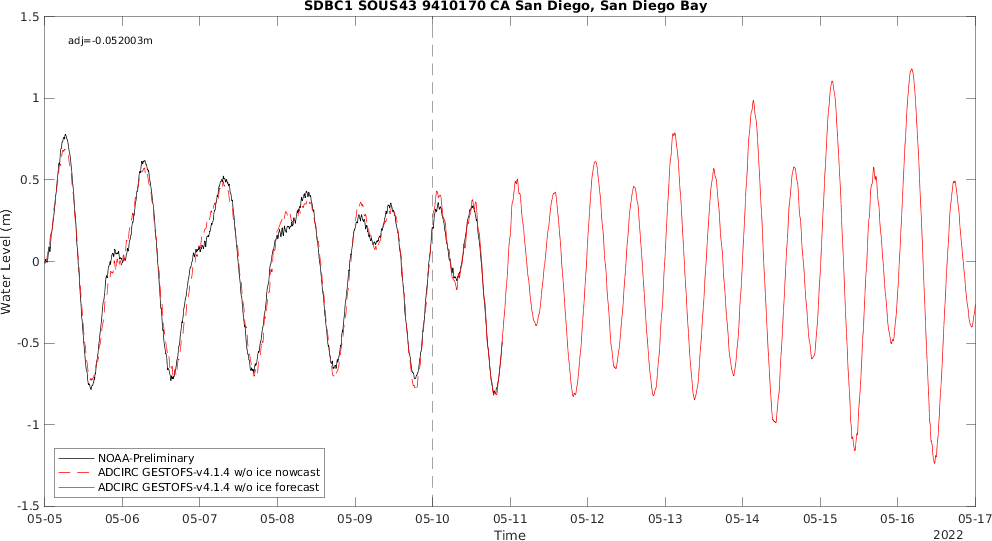 SDBC1 SOUS43 9410170 CA San Diego, San Diego Bay
adj=-0.052003m
1.5
1
0.5
0
-0.5
-1
-1.5
Water Level (m)
NOAA-Preliminary
ADCIRC GESTOFS-v4.1.4 w/o ice nowcast
ADCIRC GESTOFS-v4.1.4 w/o ice forecast
05-05 05-06 05-07 05-08 05-09 05-10 05-11 05-12 05-13 05-14 05-15 05-16 05-17
Time
2022